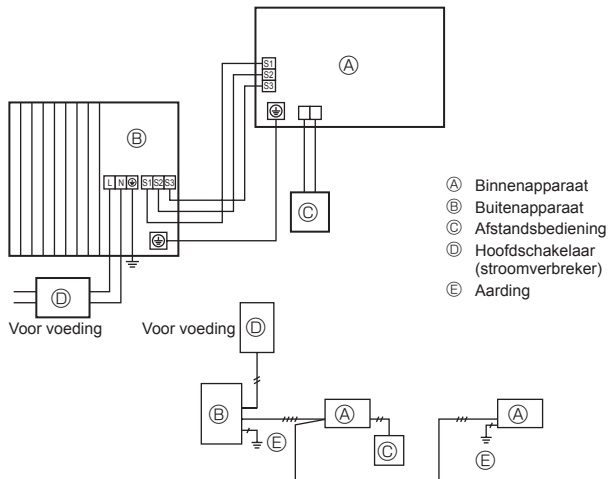 S1
S2
S3
Ⓐ
Ⓑ
L N S1 S2 S3
Ⓒ
Ⓓ
Voor voeding
Ⓐ Binnenapparaat
Ⓑ Buitenapparaat
Ⓒ Afstandsbediening
Ⓓ Hoofdschakelaar
(stroomverbreker)
Ⓔ Aarding
Voor voeding
Ⓓ
Ⓑ
Ⓔ
Ⓐ
Ⓒ
Ⓐ
Ⓔ